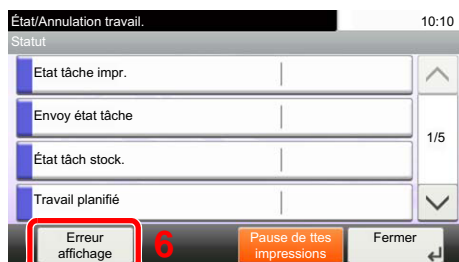 État/Annulation travail.
10:10
Statut
Etat tâche impr.
Envoy état tâche
1/5
État tâch stock.
Travail planifié
Erreur
affichage
6
Pause de ttes
impressions
Fermer